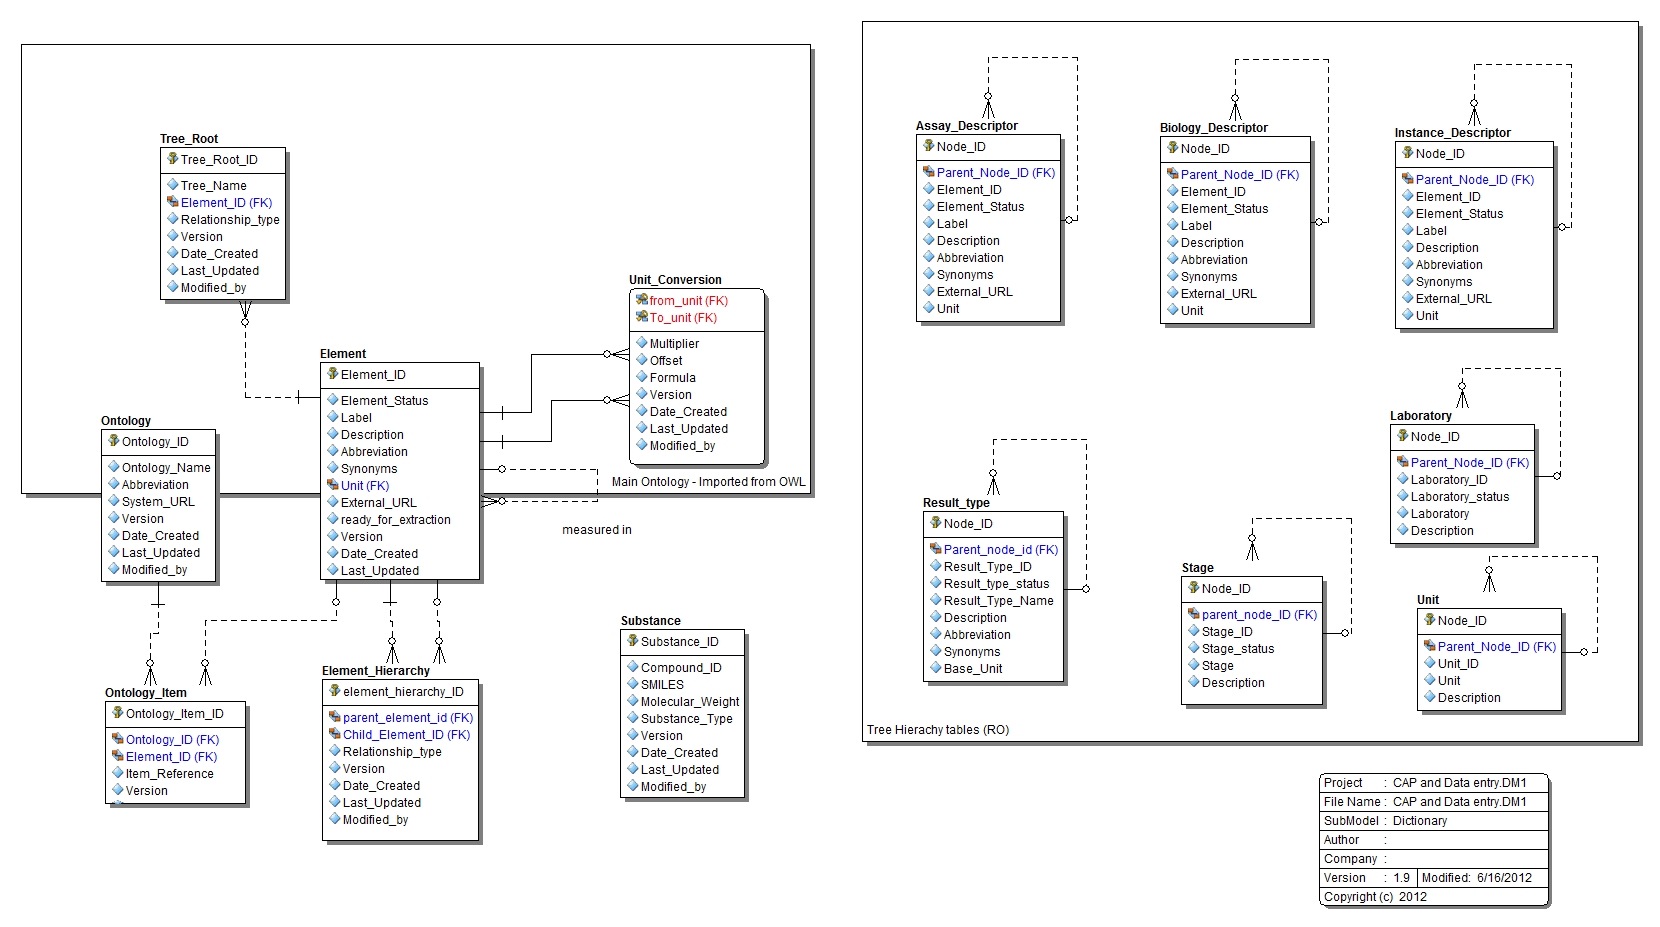 Tree_Root
Tree_Root_ID
Tree_Name
Element_ID (FK)
Relationship_type
Version
Date_Created
Last_Updated
Modified_by
Unit_Conversion
from_unit (FK)
To_unit (FK)
Multiplier
Offset
Formula
Version
Date_Created
Last_Updated
Modified_by
Element
Element_ID
Element_Status
Label
Description
Abbreviation
Synonyms
Unit (FK)
External_URL
ready_for_extraction
Version
Date_Created
Last_Updated
Ontology
Ontology_ID
Ontology_Name
Abbreviation
System_URL
Version
Date_Created
Last_Updated
Modified_by
Main Ontology - Imported from OWL
measured in
Ontology_Item
Ontology_Item_ID
Ontology_ID (FK)
Element_ID (FK)
Item_Reference
Version
Element_Hierarchy
element_hierarchy_ID
parent_element_id (FK)
Child_Element_ID (FK)
Relationship_type
Version
Date_Created
Last_Updated
Modified_by
Substance
Substance_ID
Compound_ID
SMILES
Molecular_Weight
Substance_Type
Version
Date_Created
Last_Updated
Modified_by
Assay_Descriptor
Node_ID
Parent_Node_ID (FK)
Element_ID
Element_Status
Label
Description
Abbreviation
Synonyms
External_URL
Unit
Biology_Descriptor
Node_ID
Parent_Node_ID (FK)
Element_ID
Element_Status
Label
Description
Abbreviation
Synonyms
External_URL
Unit
Instance_Descriptor
Node_ID
Parent_Node_ID (FK)
Element_ID
Element_Status
Label
Description
Abbreviation
Synonyms
External_URL
Unit
Laboratory
Node_ID
Parent_Node_ID (FK)
Laboratory_ID
Laboratory_status
Laboratory
Description
Result_type
Node_ID
Parent_node_id (FK)
Result_Type_ID
Result_type_status
Result_Type_Name
Description
Abbreviation
Synonyms
Base_Unit
Stage
Node_ID
parent_node_ID (FK)
Stage_ID
Stage_status
Stage
Description
Unit
Node_ID
Parent_Node_ID (FK)
Unit_ID
Unit
Description
Tree Hierachy tables (RO)
Project : CAP and Data entry.DM1
File Name : CAP and Data entry.DM1
SubModel : Dictionary
Author :
Company :
Version : 1.9 Modified: 6/16/2012
Copyright (c) 2012